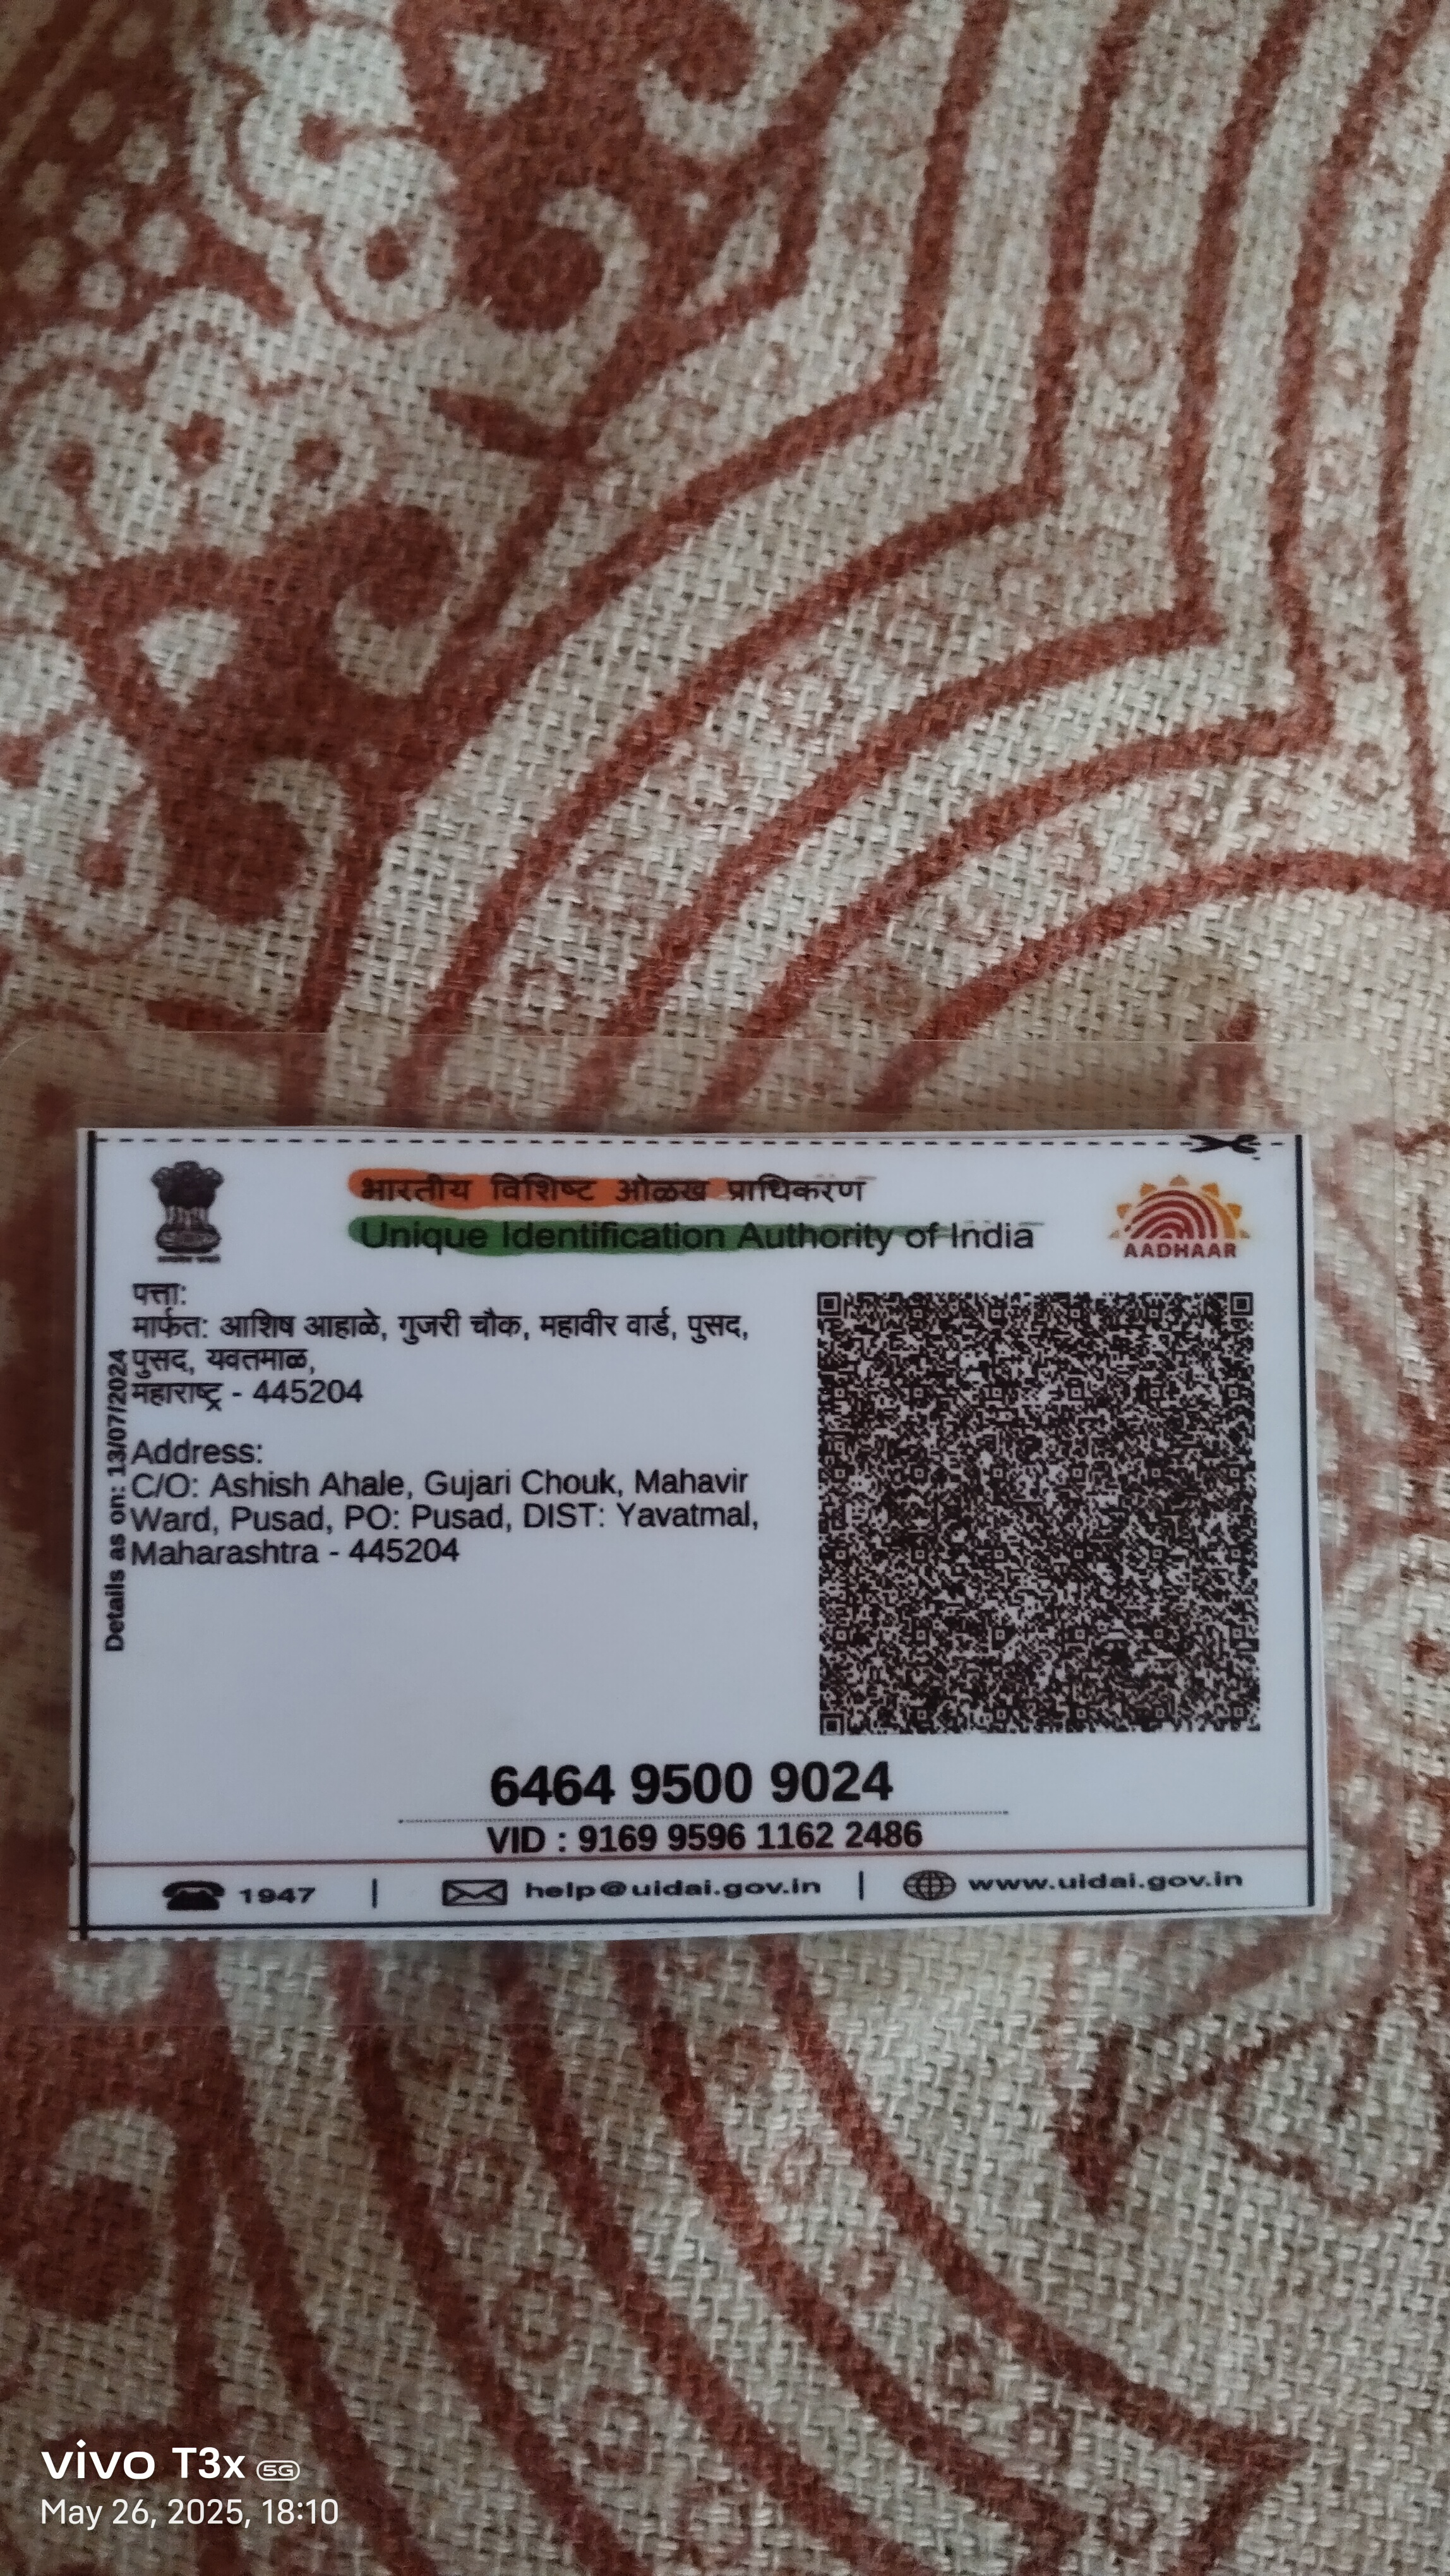 भारतीय विशिष्ट ओळख प्राधिकरण
Unique Identification Authority of India
AADHAAR
पत्ता:
मार्फत: आशिष आहाळे, गुजरी चौक, महावीर वार्ड, पुसद,
पुसद, यवतमाळ,
महाराष्ट्र - 445204
Address:
C/O: Ashish Ahale, Gujari Chouk, Mahavir
Ward, Pusad, PO: Pusad, DIST: Yavatmal,
Maharashtra - 445204
Details as on: 13/07/2024
6464 9500 9024
VID : 9169 9596 1162 2486
1947 | help@uidai.gov.in | www.uidai.gov.in
vivo T3x 5G
May 26, 2025, 18:10